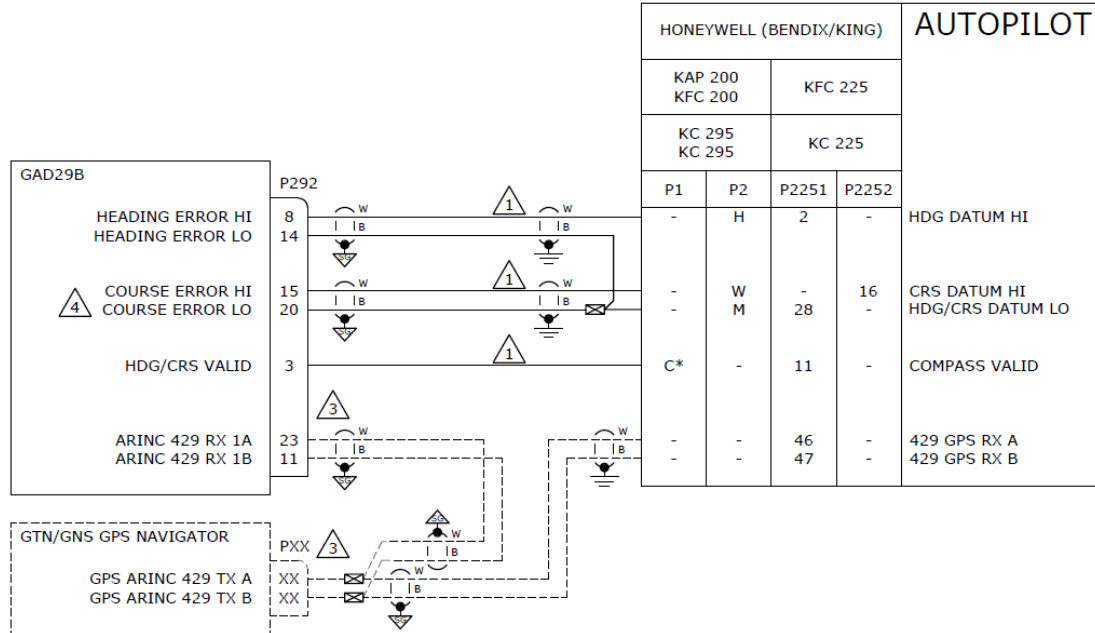 HONEYWELL (BENDIX/KING) AUTOPILOT
KAP 200 KFC 225
KFC 200
KC 295 KC 225
KC 295
GAD29B P292 P1 P2 P2251 P2252
HEADING ERROR HI 8 W 1 W - H 2 - HDG DATUM HI
HEADING ERROR LO 14 B B
SG
COURSE ERROR HI 15 W 1 W - W - 16 CRS DATUM HI
4 COURSE ERROR LO 20 B B - M 28 - HDG/CRS DATUM LO
SG
HDG/CRS VALID 3 1 C* - 11 - COMPASS VALID
3
ARINC 429 RX 1A 23 W W - - 46 - 429 GPS RX A
ARINC 429 RX 1B 11 B B - - 47 - 429 GPS RX B
SG
SG
GTN/GNS GPS NAVIGATOR PXX 3 W
B
GPS ARINC 429 TX A XX W
GPS ARINC 429 TX B XX B
SG